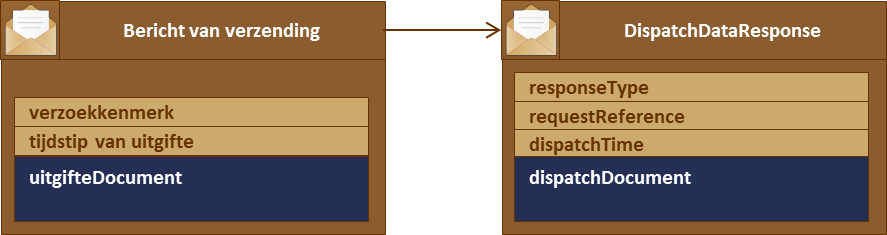 Bericht van verzending
verzoekkenmerk
tijdstip van uitgifte
uitgifteDocument
DispatchDataResponse
responseType
requestReference
dispatchTime
dispatchDocument